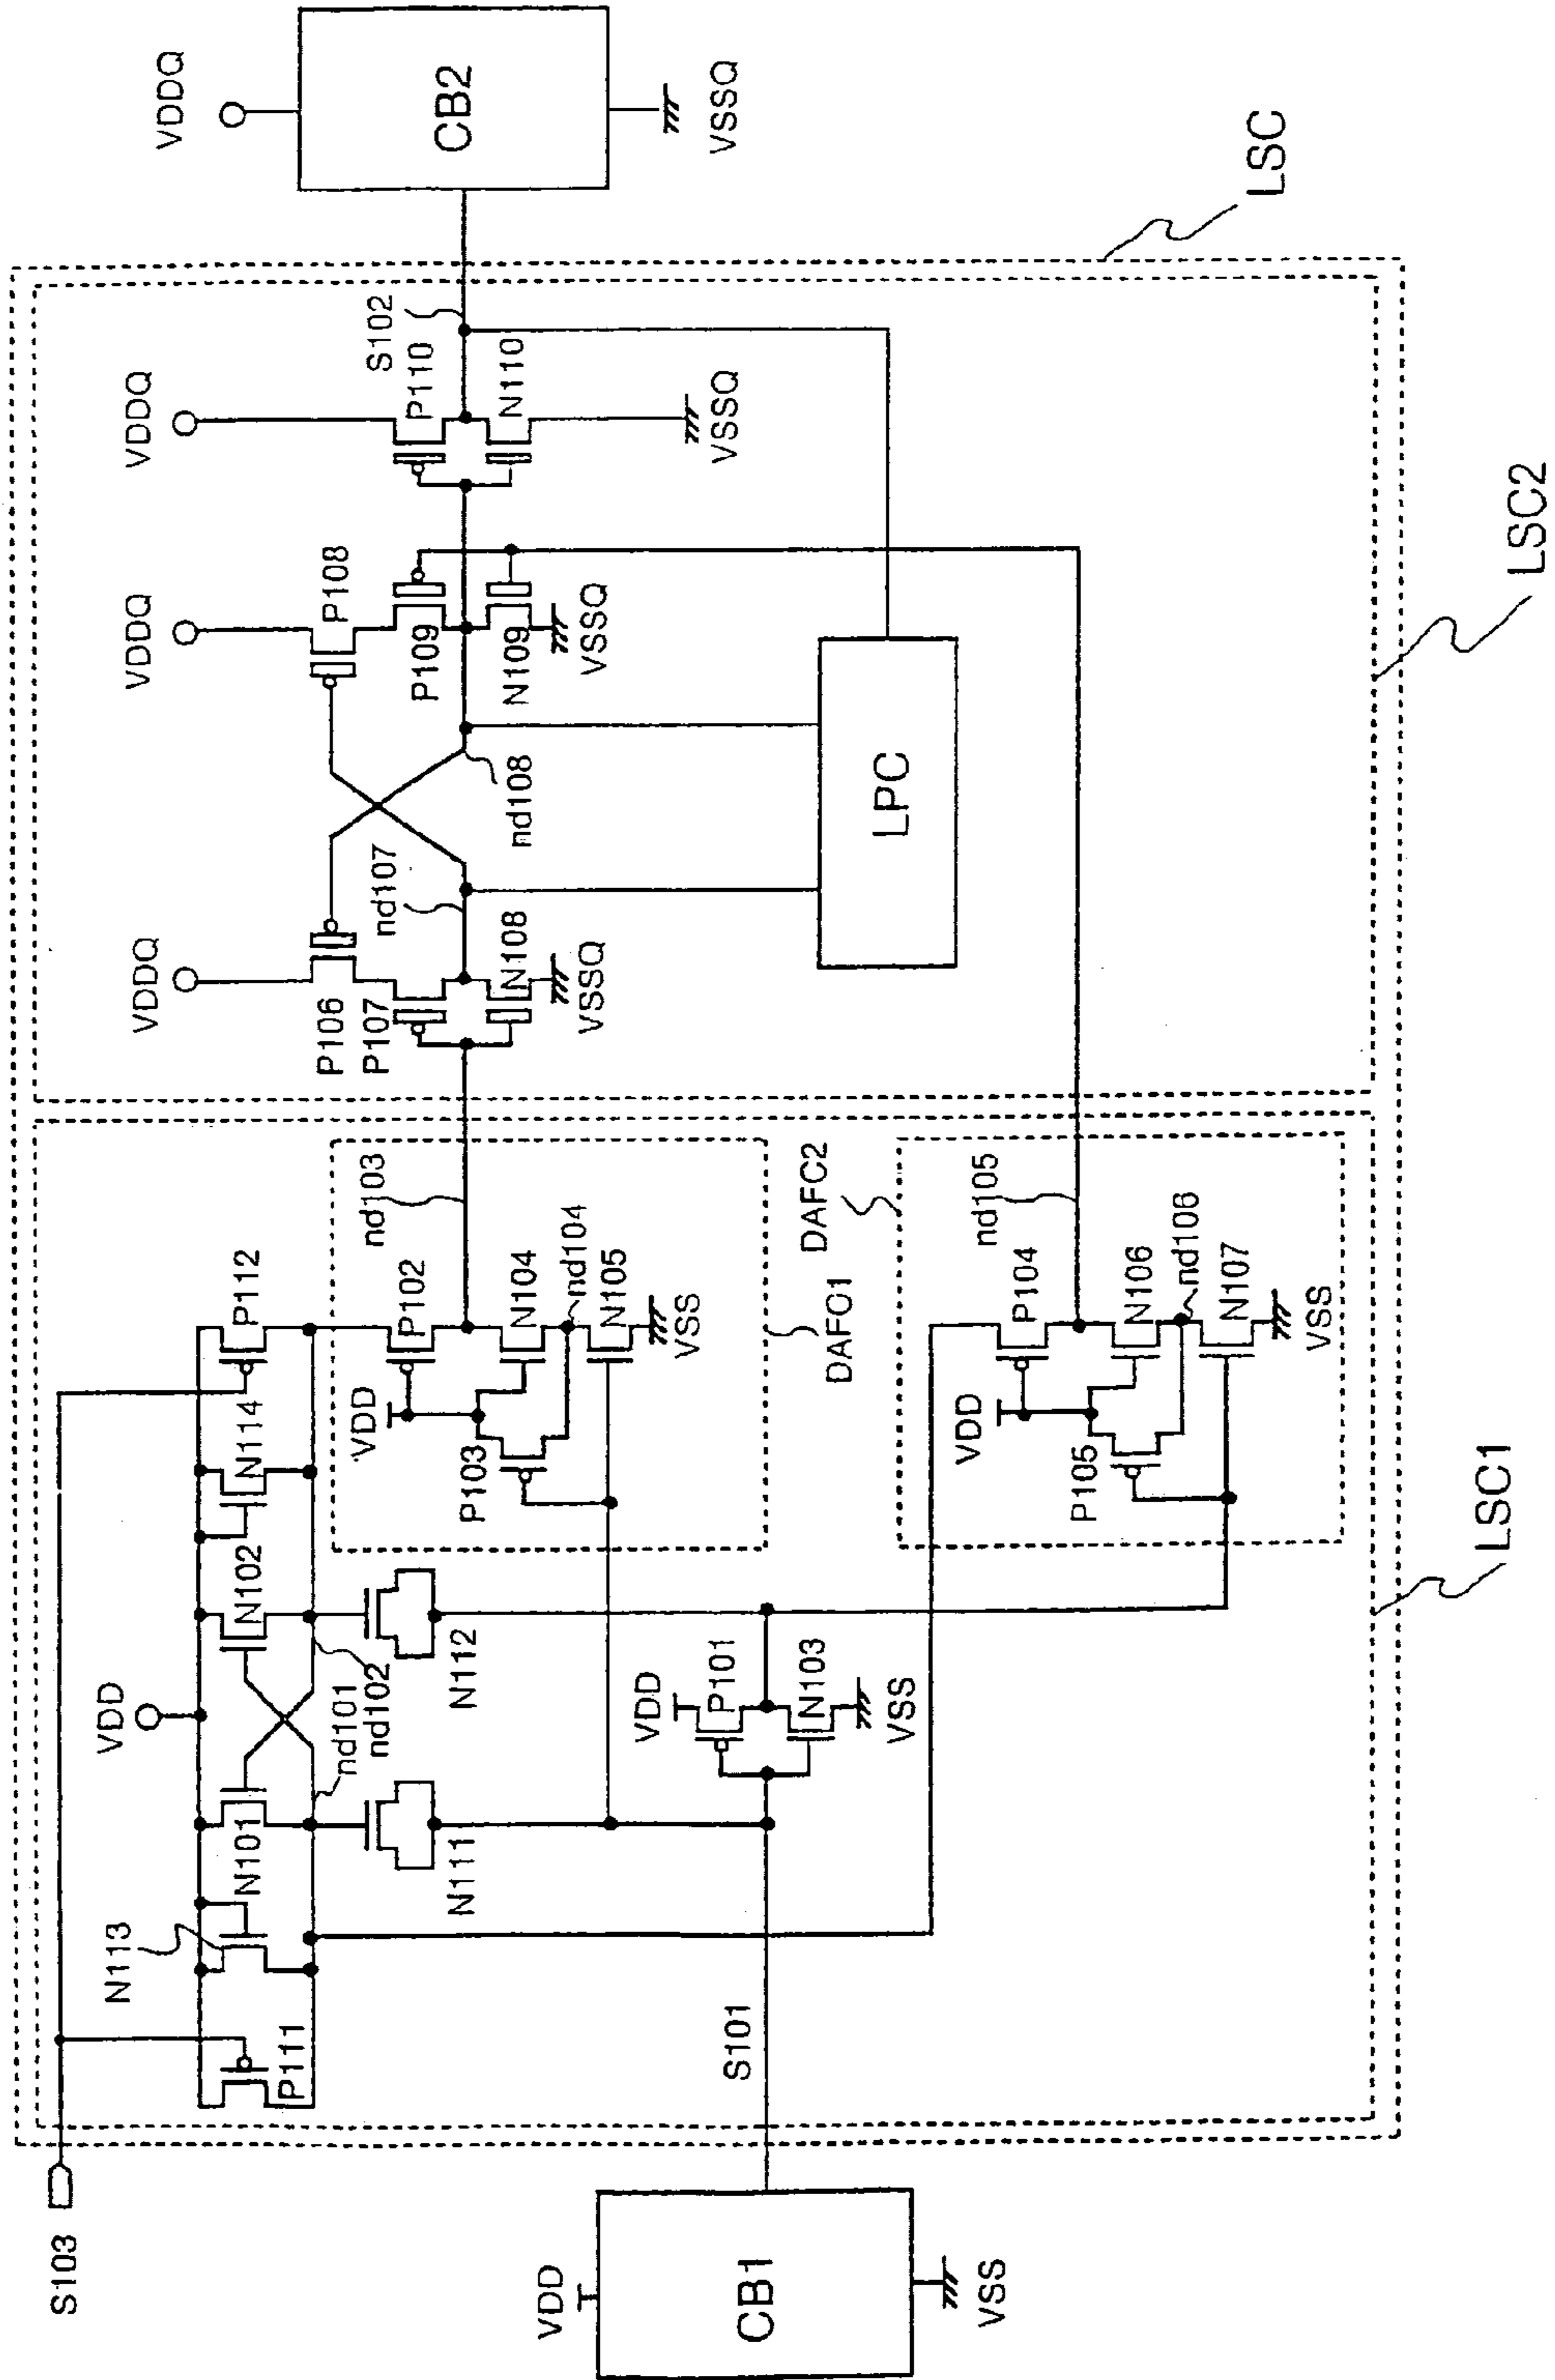 S103
VDD
CB1
VSS
S101
P111
N113
N101
VDD
N102
N114
P112
nd101
nd102
N111
N112
VDD
P101
N103
VSS
VDD
P102
P103
N104
nd104
N105
VSS
nd103
DAFC1
DAFC2
VDD
P104
P105
N106
nd106
N107
VSS
nd105
LSC1
VDDQ
P106
P107
N108
VSSQ
nd107
nd108
VDDQ
P108
P109
N109
VSSQ
LPC
VDDQ
P110
N110
VSSQ
S102
LSC2
LSC
VDDQ
CB2
VSSQ